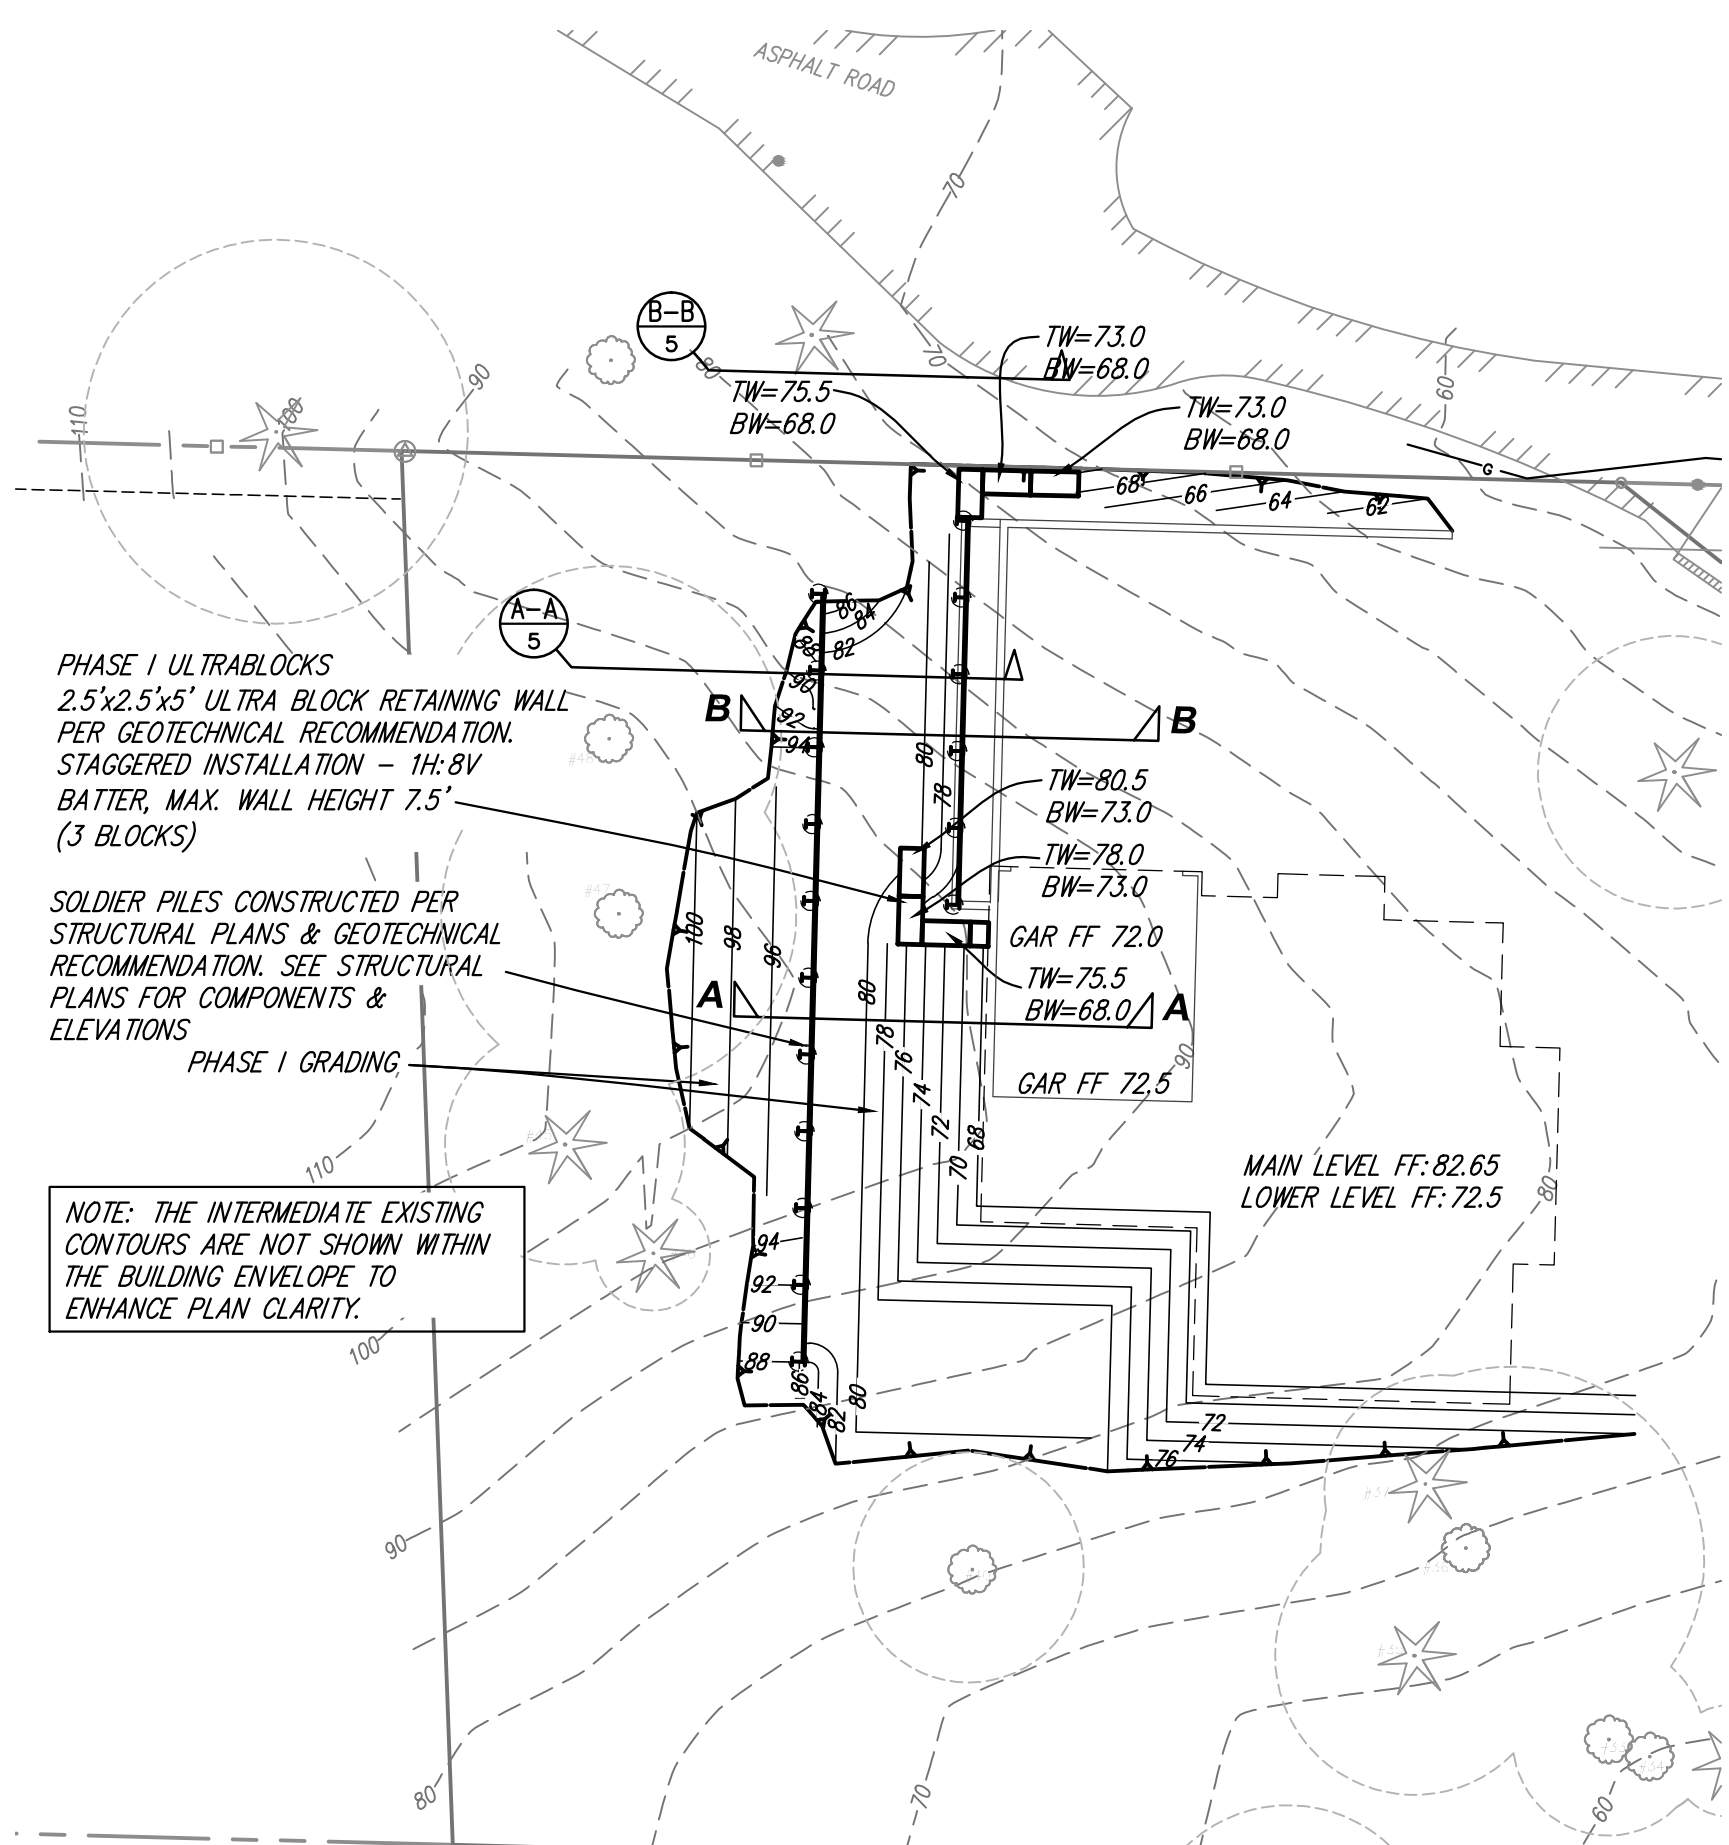 ASPHALT ROAD
70
B-B
5
80
70
TW=73.0
BW=68.0
TW=75.5
BW=68.0
TW=73.0
BW=68.0
60
90
100
110
G
68
66
64
62
A-A
5
86
84
82
88
90
92
94
PHASE I ULTRABLOCKS
2.5'x2.5'x5' ULTRA BLOCK RETAINING WALL
PER GEOTECHNICAL RECOMMENDATION.
STAGGERED INSTALLATION - 1H:8V
BATTER, MAX. WALL HEIGHT 7.5'
(3 BLOCKS)
B
B
80
78
TW=80.5
BW=73.0
TW=78.0
BW=73.0
#47
SOLDIER PILES CONSTRUCTED PER
STRUCTURAL PLANS & GEOTECHNICAL
RECOMMENDATION. SEE STRUCTURAL
PLANS FOR COMPONENTS &
ELEVATIONS
100
98
96
GAR FF 72.0
TW=75.5
BW=68.0
A
A
80
78
76
74
72
70
68
PHASE I GRADING
90
GAR FF 72.5
110
MAIN LEVEL FF:82.65
LOWER LEVEL FF:72.5
80
NOTE: THE INTERMEDIATE EXISTING
CONTOURS ARE NOT SHOWN WITHIN
THE BUILDING ENVELOPE TO
ENHANCE PLAN CLARITY.
94
92
90
88
86
84
82
80
100
72
74
76
90
80
70
60